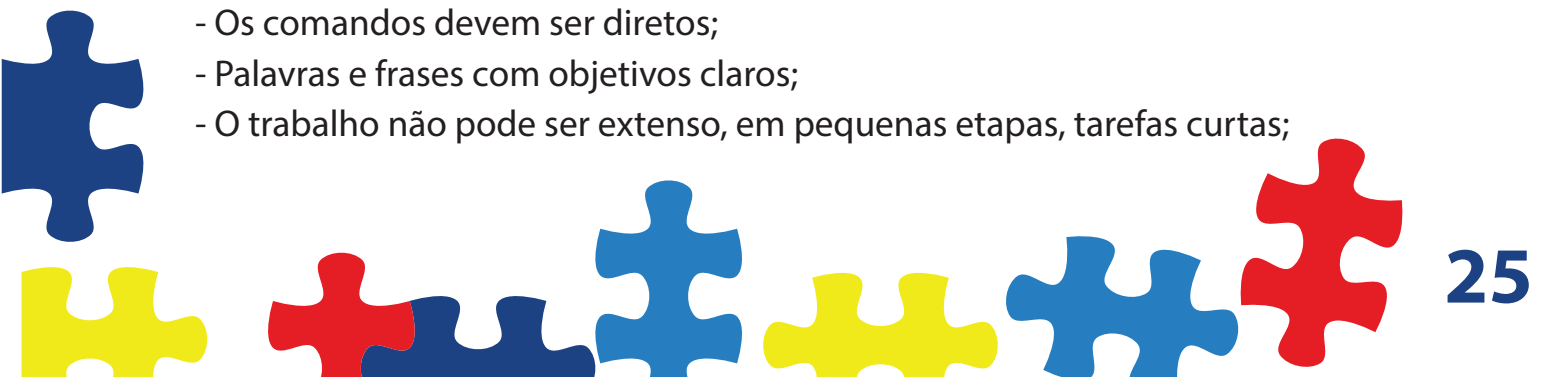 - Os comandos devem ser diretos;
- Palavras e frases com objetivos claros;
- O trabalho não pode ser extenso, em pequenas etapas, tarefas curtas;
25